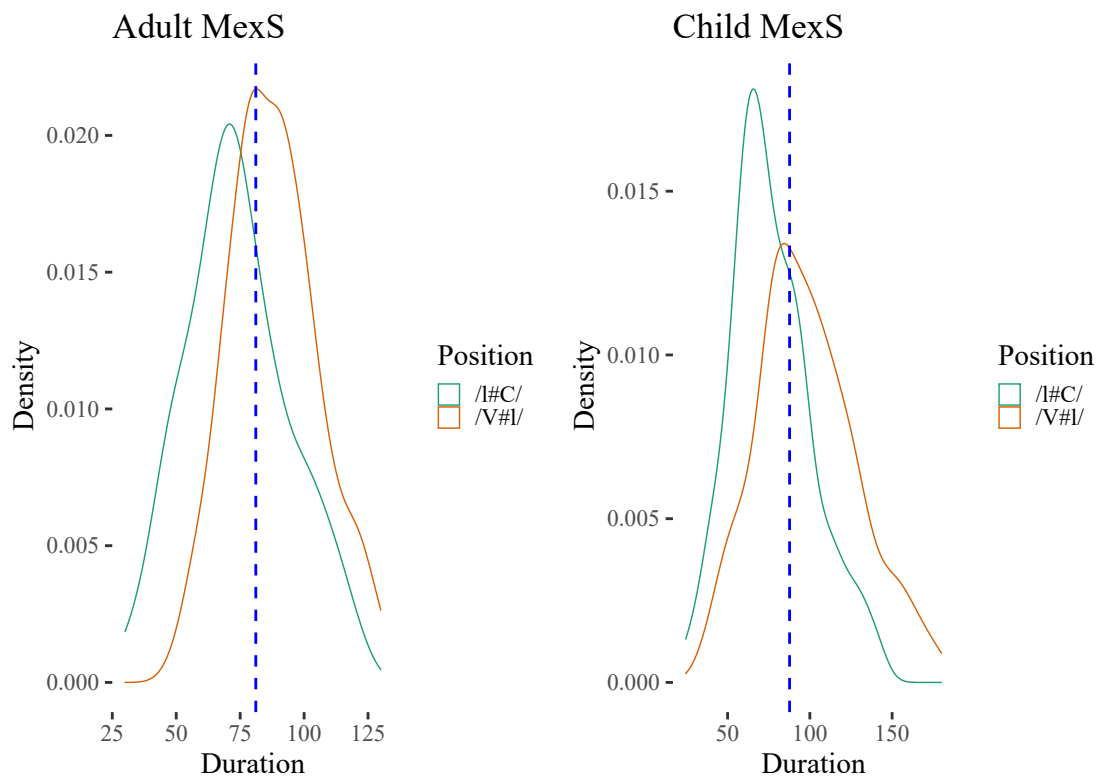 Adult MexS
Density
0.020
0.015
0.010
0.005
0.000
25 50 75 100 125
Duration
Position
/l#C/
/V#l/
Child MexS
Density
0.015
0.010
0.005
0.000
50 100 150
Duration
Position
/l#C/
/V#l/